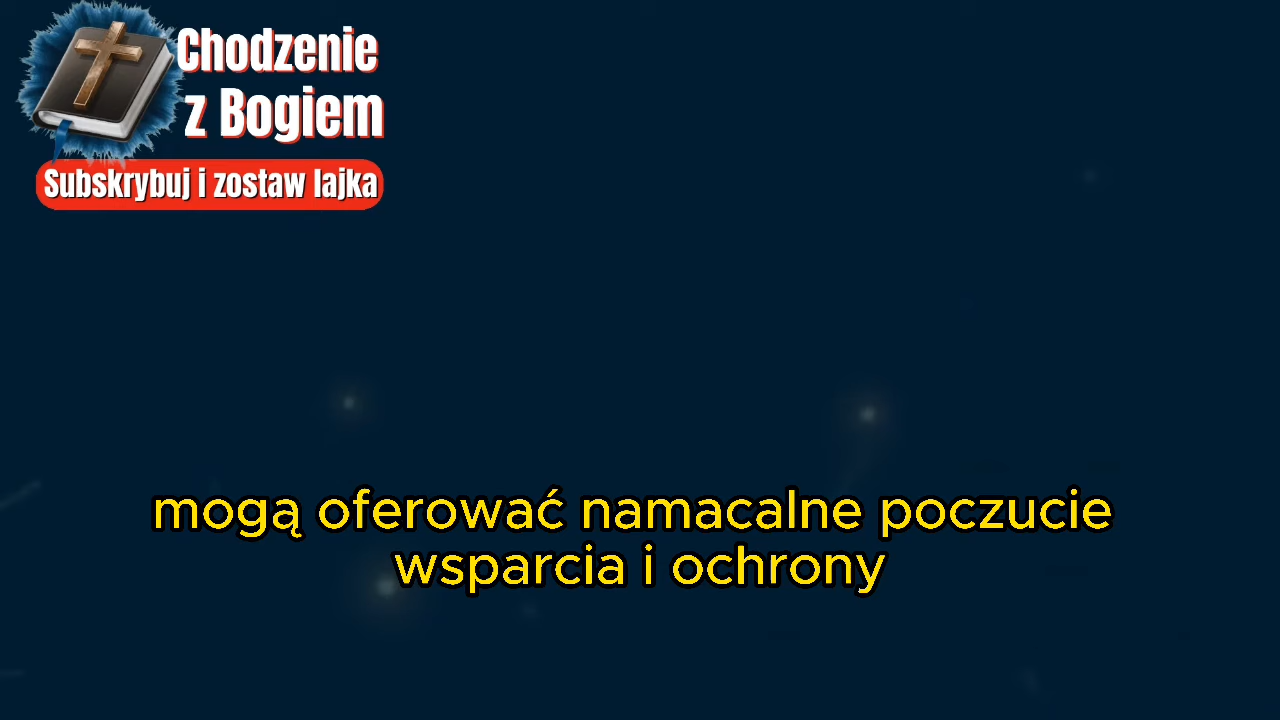 Chodzenie
z Bogiem
Subskrybuj i zostaw lajka
mogą oferować namacalne poczucie
wsparcia i ochrony